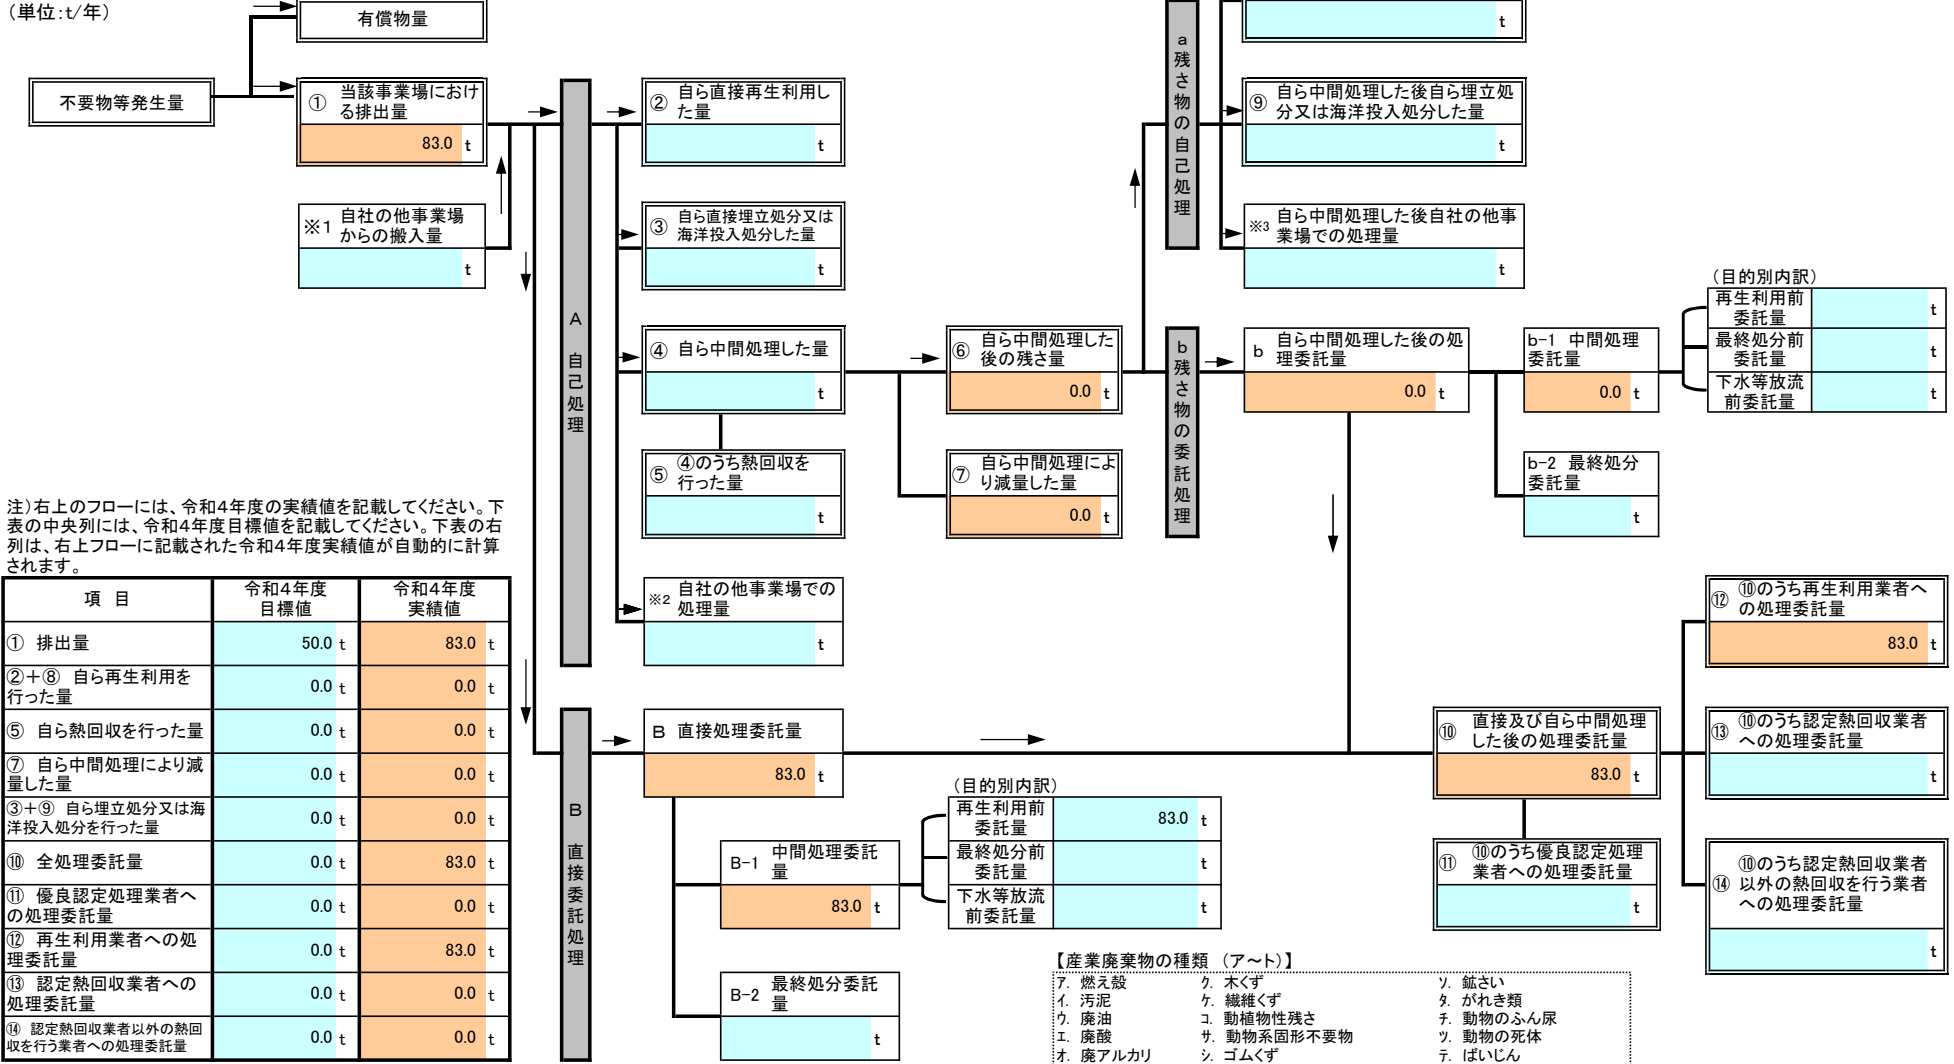 (単位:t/年)
有償物量
不要物等発生量
① 当該事業場におけ
る排出量
83.0 t
※1 自社の他事業場
からの搬入量
t
A 自己処理
② 自ら直接再生利用し
た量
t
③ 自ら直接埋立処分又は
海洋投入処分した量
t
④ 自ら中間処理した量
t
⑤ ④のうち熱回収を
行った量
t
※2 自社の他事業場での
処理量
t
⑥ 自ら中間処理した
後の残さ量
0.0 t
⑦ 自ら中間処理によ
り減量した量
0.0 t
a 残さ物の自己処理
t
⑨ 自ら中間処理した後自ら埋立処
分又は海洋投入処分した量
t
※3 自ら中間処理した後自社の他事
業場での処理量
t
b 残さ物の委託処理
b 自ら中間処理した後の処
理委託量
0.0 t
b-1 中間処理
委託量
0.0 t
b-2 最終処分
委託量
t
(目的別内訳)
再生利用前
委託量
t
最終処分前
委託量
t
下水等放流
前委託量
t
注)右上のフローには、令和4年度の実績値を記載してください。下
表の中央列には、令和4年度目標値を記載してください。下表の右
列は、右上フローに記載された令和4年度実績値が自動的に計算
されます。
項 目
令和4年度
目標値
令和4年度
実績値
① 排出量 50.0 t 83.0 t
②+⑧ 自ら再生利用を
行った量 0.0 t 0.0 t
⑤ 自ら熱回収を行った量 0.0 t 0.0 t
⑦ 自ら中間処理により減
量した量 0.0 t 0.0 t
③+⑨ 自ら埋立処分又は海
洋投入処分を行った量 0.0 t 0.0 t
⑩ 全処理委託量 0.0 t 83.0 t
⑪ 優良認定処理業者へ
の処理委託量 0.0 t 0.0 t
⑫ 再生利用業者への処
理委託量 0.0 t 83.0 t
⑬ 認定熱回収業者への
処理委託量 0.0 t 0.0 t
⑭ 認定熱回収業者以外の熱回
収を行う業者への処理委託量 0.0 t 0.0 t
B 直接委託処理
B 直接処理委託量
83.0 t
B-1 中間処理委託
量
83.0 t
B-2 最終処分委託
量
t
(目的別内訳)
再生利用前
委託量
83.0 t
最終処分前
委託量
t
下水等放流
前委託量
t
⑩ 直接及び自ら中間処理
した後の処理委託量
83.0 t
⑪ ⑩のうち優良認定処理
業者への処理委託量
t
⑫ ⑩のうち再生利用業者へ
の処理委託量
83.0 t
⑬ ⑩のうち認定熱回収業者
への処理委託量
t
⑭ ⑩のうち認定熱回収業者
以外の熱回収を行う業者
への処理委託量
t
【産業廃棄物の種類 (ア~ト)】
ア. 燃え殻 ク. 木くず ソ. 鉱さい
イ. 汚泥 ケ. 繊維くず タ. がれき類
ウ. 廃油 コ. 動植物性残さ チ. 動物のふん尿
エ. 廃酸 サ. 動物系固形不要物 ツ. 動物の死体
オ. 廃アルカリ シ. ゴムくず テ. ばいじん